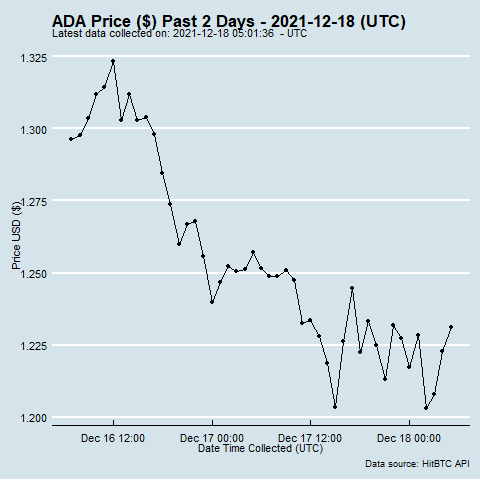 ADA Price ($) Past 2 Days - 2021-12-18 (UTC)
Latest data collected on: 2021-12-18 05:01:36 - UTC
1.325
1.300
1.275
1.250
1.225
1.200
Price USD ($)
Dec 16 12:00 Dec 17 00:00 Dec 17 12:00 Dec 18 00:00
Date Time Collected (UTC)
Data source: HitBTC API